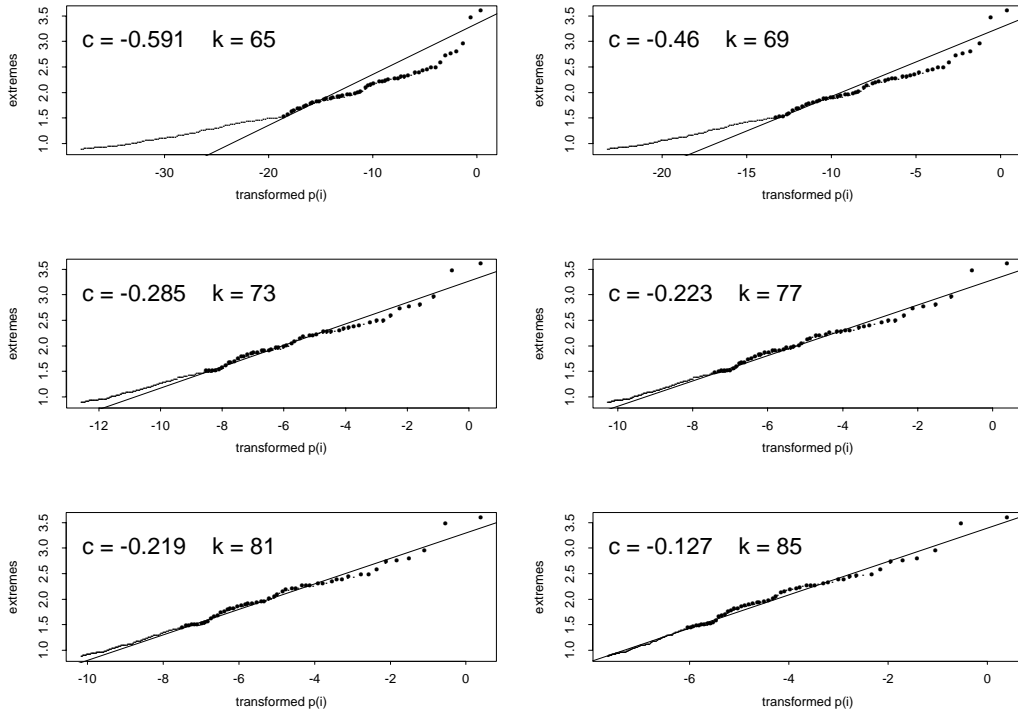 c = -0.591 k = 65
extremes
1.0 1.5 2.0 2.5 3.0 3.5
-30 -20 -10 0
transformed p(i)
c = -0.46 k = 69
extremes
1.0 1.5 2.0 2.5 3.0 3.5
-20 -15 -10 -5 0
transformed p(i)
c = -0.285 k = 73
extremes
1.0 1.5 2.0 2.5 3.0 3.5
-12 -10 -8 -6 -4 -2 0
transformed p(i)
c = -0.223 k = 77
extremes
1.0 1.5 2.0 2.5 3.0 3.5
-10 -8 -6 -4 -2 0
transformed p(i)
c = -0.219 k = 81
extremes
1.0 1.5 2.0 2.5 3.0 3.5
-10 -8 -6 -4 -2 0
transformed p(i)
c = -0.127 k = 85
extremes
1.0 1.5 2.0 2.5 3.0 3.5
-6 -4 -2 0
transformed p(i)